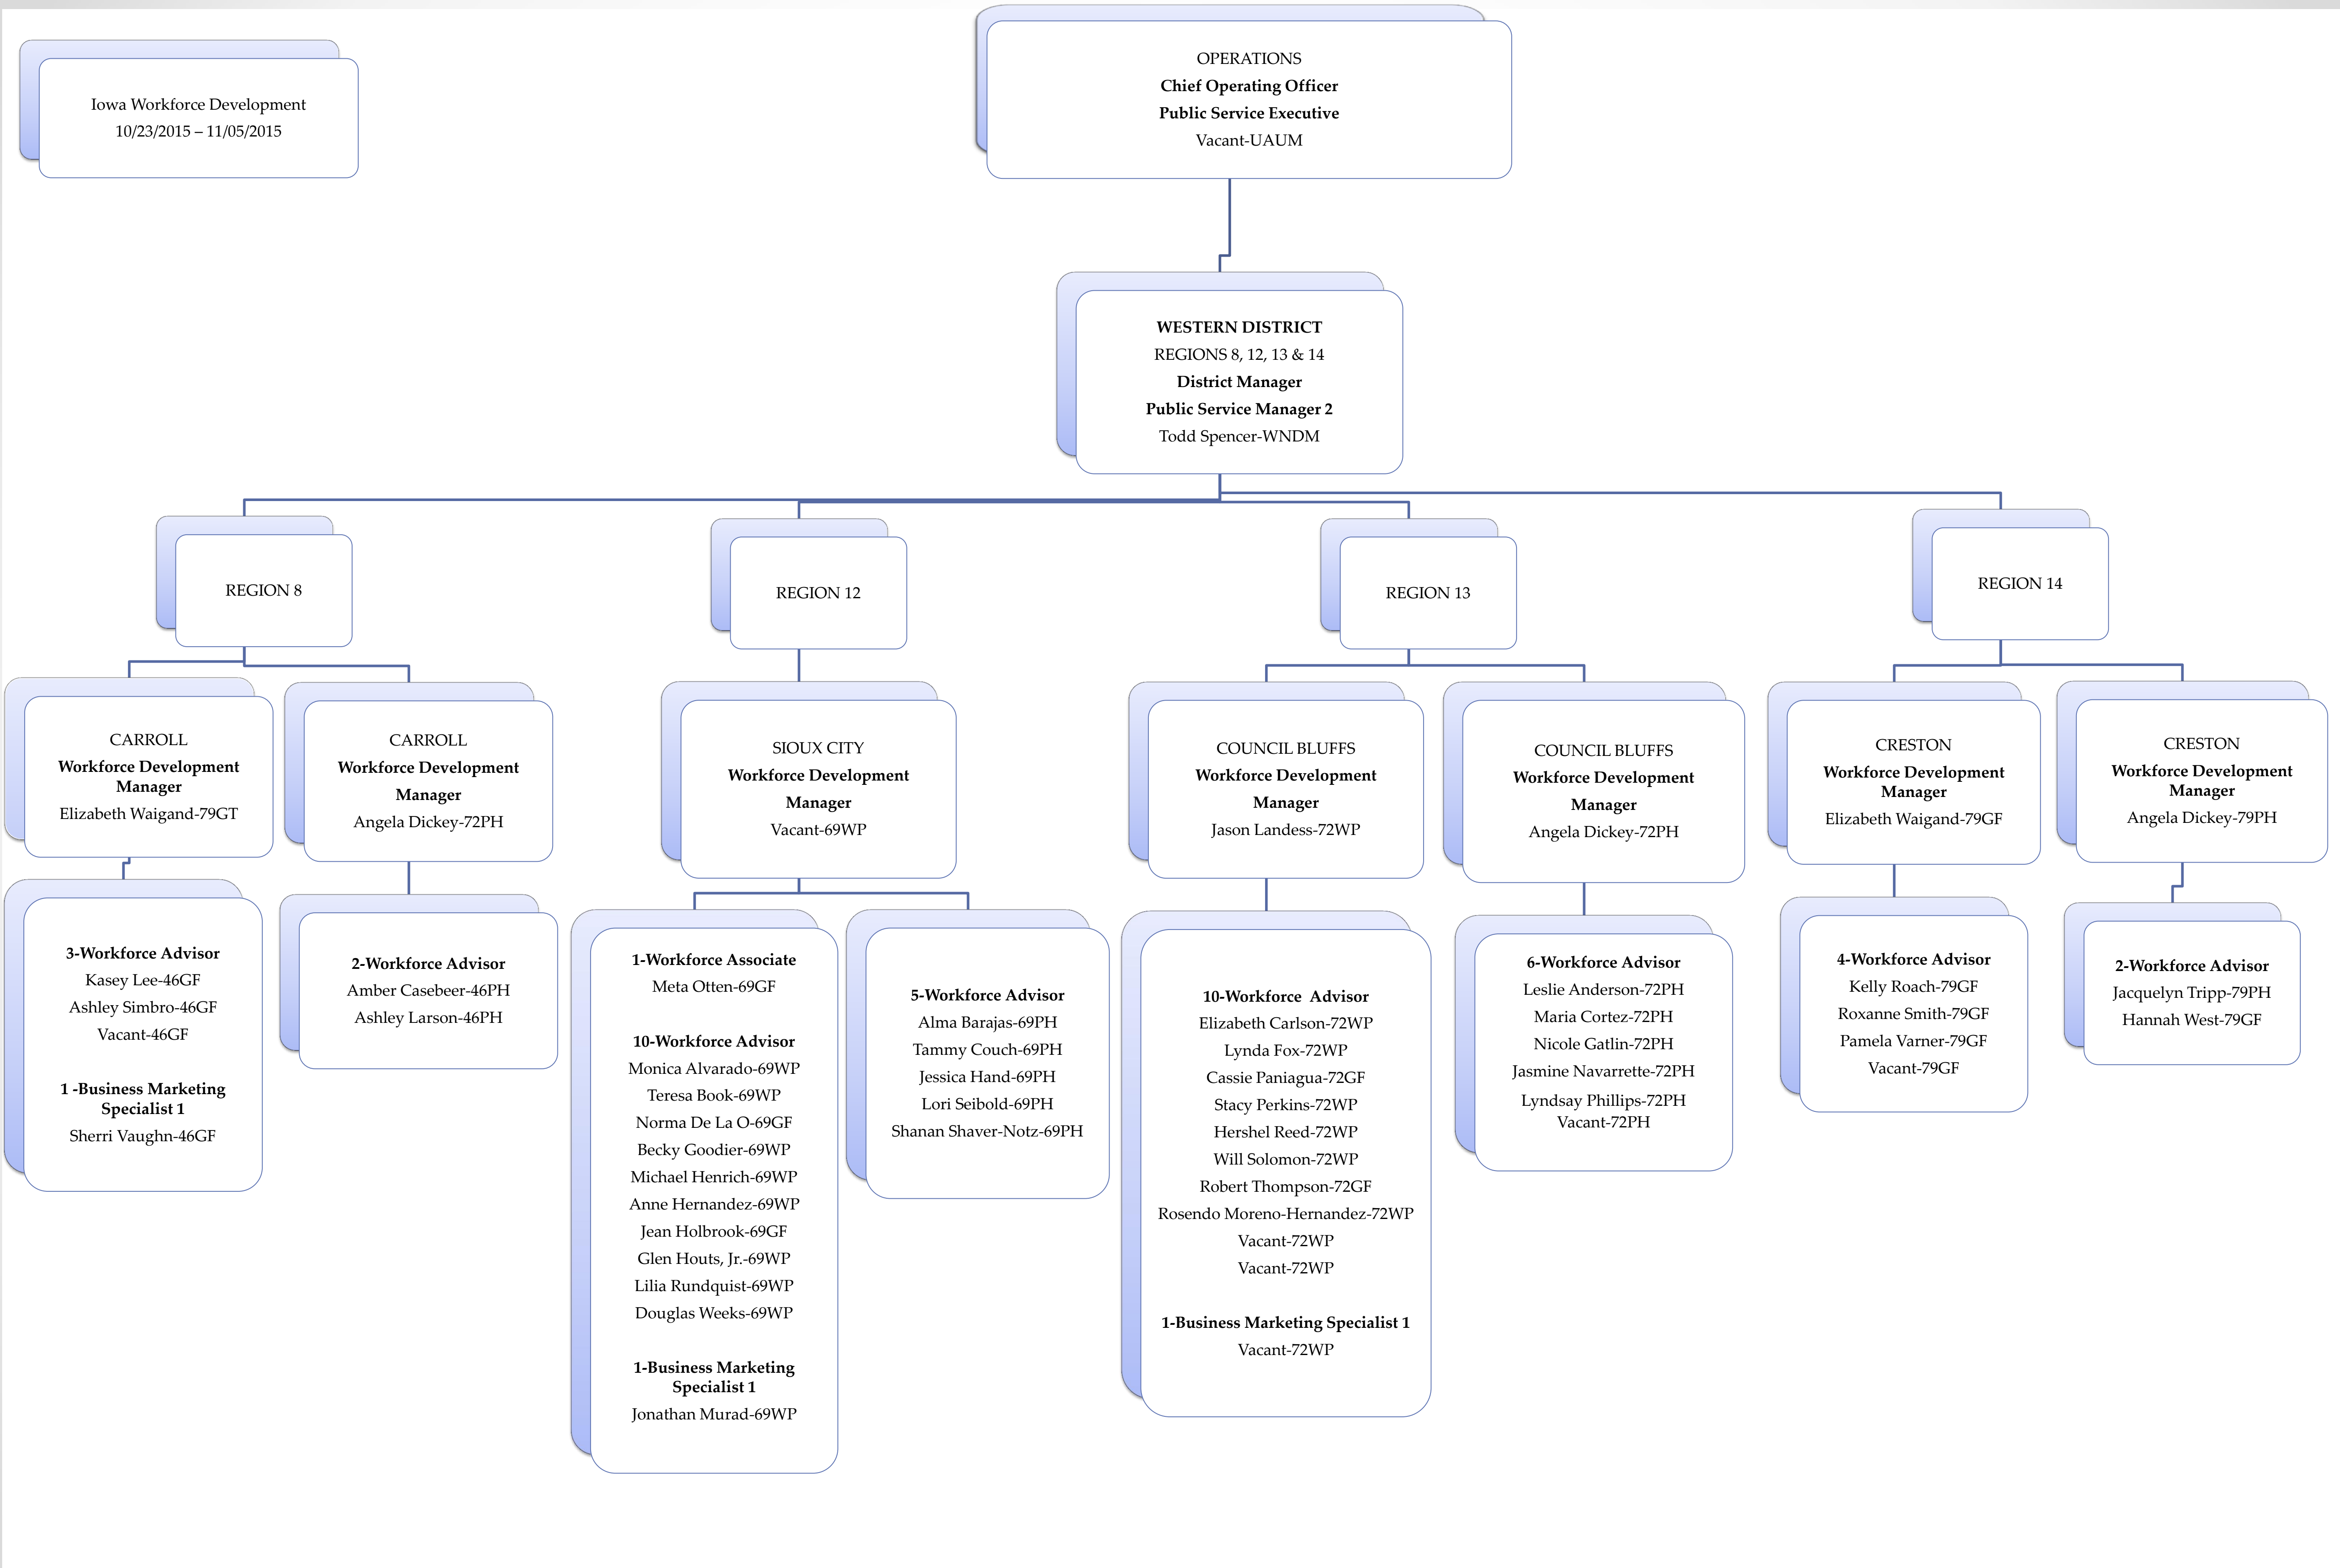 Iowa Workforce Development
10/23/2015 – 11/05/2015
OPERATIONS
Chief Operating Officer
Public Service Executive
Vacant-UAUM
WESTERN DISTRICT
REGIONS 8, 12, 13 & 14
District Manager
Public Service Manager 2
Todd Spencer-WNDM
REGION 8
REGION 12
REGION 13
REGION 14
CARROLL
Workforce Development
Manager
Elizabeth Waigand-79GT
CARROLL
Workforce Development
Manager
Angela Dickey-72PH
SIOUX CITY
Workforce Development
Manager
Vacant-69WP
COUNCIL BLUFFS
Workforce Development
Manager
Jason Landess-72WP
COUNCIL BLUFFS
Workforce Development
Manager
Angela Dickey-72PH
CRESTON
Workforce Development
Manager
Elizabeth Waigand-79GF
CRESTON
Workforce Development
Manager
Angela Dickey-79PH
3-Workforce Advisor
Kasey Lee-46GF
Ashley Simbro-46GF
Vacant-46GF
1 -Business Marketing
Specialist 1
Sherri Vaughn-46GF
2-Workforce Advisor
Amber Casebeer-46PH
Ashley Larson-46PH
1-Workforce Associate
Meta Otten-69GF
10-Workforce Advisor
Monica Alvarado-69WP
Teresa Book-69WP
Norma De La O-69GF
Becky Goodier-69WP
Michael Henrich-69WP
Anne Hernandez-69WP
Jean Holbrook-69GF
Glen Houts, Jr.-69WP
Lilia Rundquist-69WP
Douglas Weeks-69WP
1-Business Marketing
Specialist 1
Jonathan Murad-69WP
5-Workforce Advisor
Alma Barajas-69PH
Tammy Couch-69PH
Jessica Hand-69PH
Lori Seibold-69PH
Shanan Shaver-Notz-69PH
10-Workforce  Advisor
Elizabeth Carlson-72WP
Lynda Fox-72WP
Cassie Paniagua-72GF
Stacy Perkins-72WP
Hershel Reed-72WP
Will Solomon-72WP
Robert Thompson-72GF
Rosendo Moreno-Hernandez-72WP
Vacant-72WP
Vacant-72WP
1-Business Marketing Specialist 1
Vacant-72WP
6-Workforce Advisor
Leslie Anderson-72PH
Maria Cortez-72PH
Nicole Gatlin-72PH
Jasmine Navarrette-72PH
Lyndsay Phillips-72PH
Vacant-72PH
4-Workforce Advisor
Kelly Roach-79GF
Roxanne Smith-79GF
Pamela Varner-79GF
Vacant-79GF
2-Workforce Advisor
Jacquelyn Tripp-79PH
Hannah West-79GF